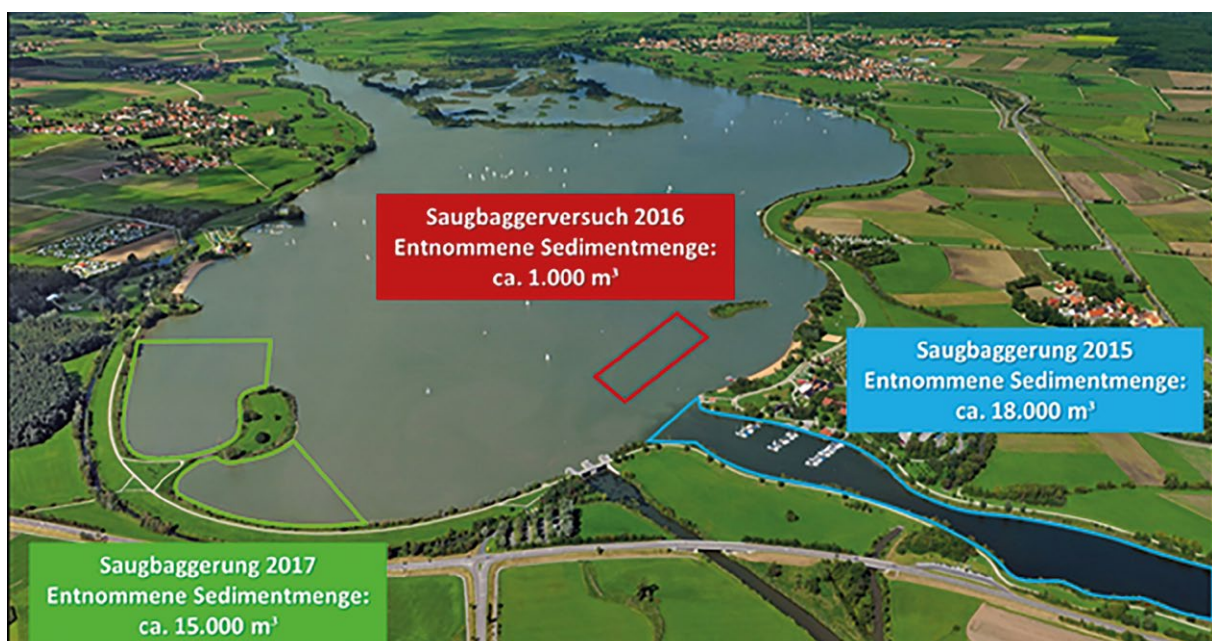 Saugbaggerversuch 2016
Entnommene Sedimentmenge:
ca. 1.000 m³
Saugbaggerung 2015
Entnommene Sedimentmenge:
ca. 18.000 m³
Saugbaggerung 2017
Entnommene Sedimentmenge:
ca. 15.000 m³